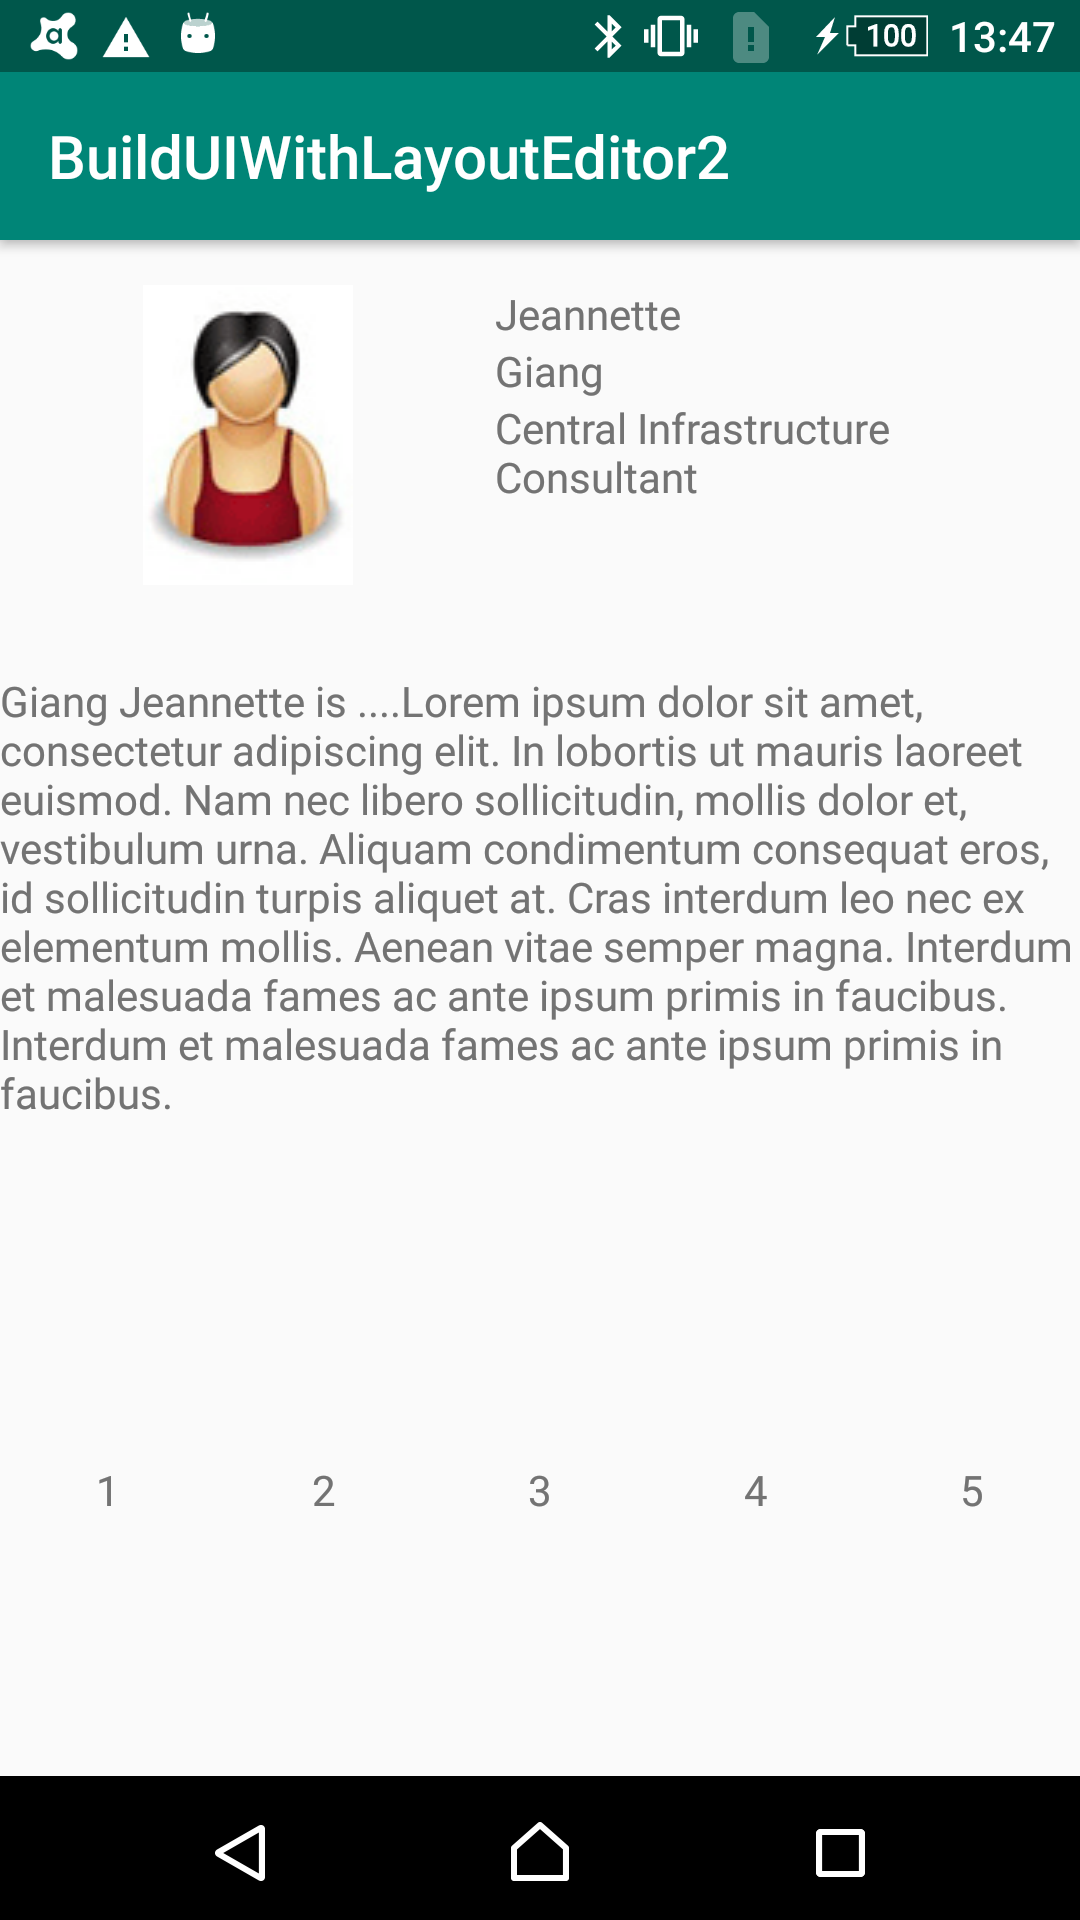 100 13:47
BuildUIWithLayoutEditor2
Jeannette
Giang
Central Infrastructure
Consultant
Giang Jeannette is ....Lorem ipsum dolor sit amet,
consectetur adipiscing elit. In lobortis ut mauris laoreet
euismod. Nam nec libero sollicitudin, mollis dolor et,
vestibulum urna. Aliquam condimentum consequat eros,
id sollicitudin turpis aliquet at. Cras interdum leo nec ex
elementum mollis. Aenean vitae semper magna. Interdum
et malesuada fames ac ante ipsum primis in faucibus.
Interdum et malesuada fames ac ante ipsum primis in
faucibus.
1 2 3 4 5